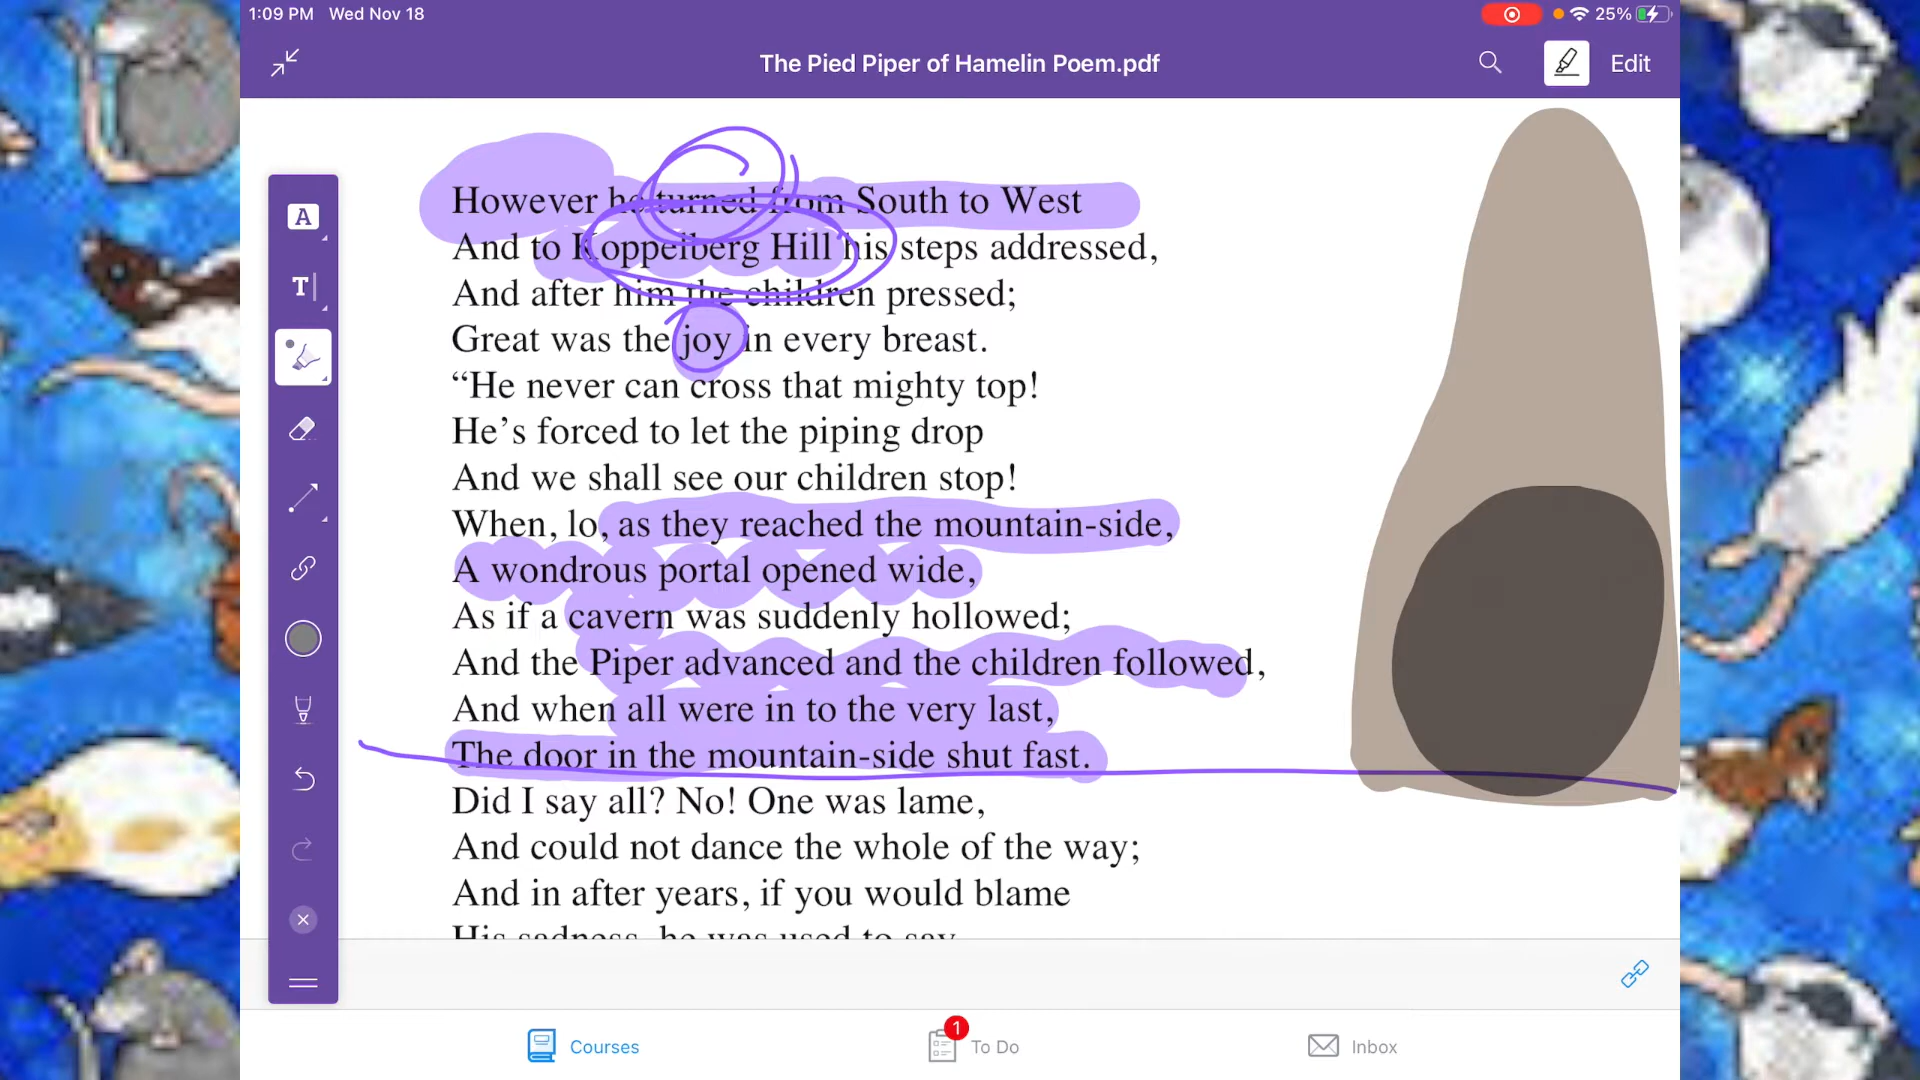 1:09 PM Wed Nov 18
25%
The Pied Piper of Hamelin Poem.pdf
Edit
A
T
However he turned from South to West
And to Koppelberg Hill his steps addressed,
And after him the children pressed;
Great was the joy in every breast.
“He never can cross that mighty top!
He’s forced to let the piping drop
And we shall see our children stop!
When, lo, as they reached the mountain-side,
A wondrous portal opened wide,
As if a cavern was suddenly hollowed;
And the Piper advanced and the children followed,
And when all were in to the very last,
The door in the mountain-side shut fast.
Did I say all? No! One was lame,
And could not dance the whole of the way;
And in after years, if you would blame
His sadness, he was used to say,
Courses
1
To Do
Inbox